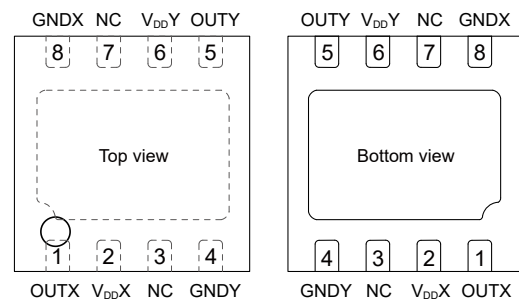 GNDX NC VDDY OUTY
8 7 6 5
Top view
1 2 3 4
OUTX VDDX NC GNDY
OUTY VDDY NC GNDX
5 6 7 8
Bottom view
4 3 2 1
GNDY NC VDDX OUTX